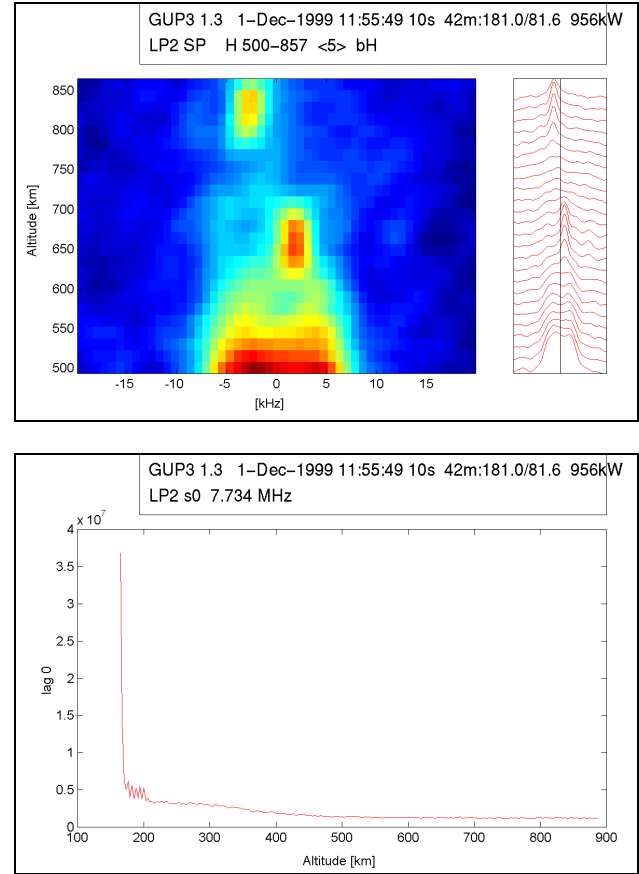 GUP3 1.3 1-Dec-1999 11:55:49 10s 42m:181.0/81.6 956kW
LP2 SP H 500-857 <5> bH
850
800
750
700
650
600
550
500
Altitude [km]
-15 -10 -5 0 5 10 15
[kHz]
GUP3 1.3 1-Dec-1999 11:55:49 10s 42m:181.0/81.6 956kW
LP2 s0 7.734 MHz
x 10^7
4
3.5
3
2.5
2
1.5
1
0.5
0
lag 0
100 200 300 400 500 600 700 800 900
Altitude [km]